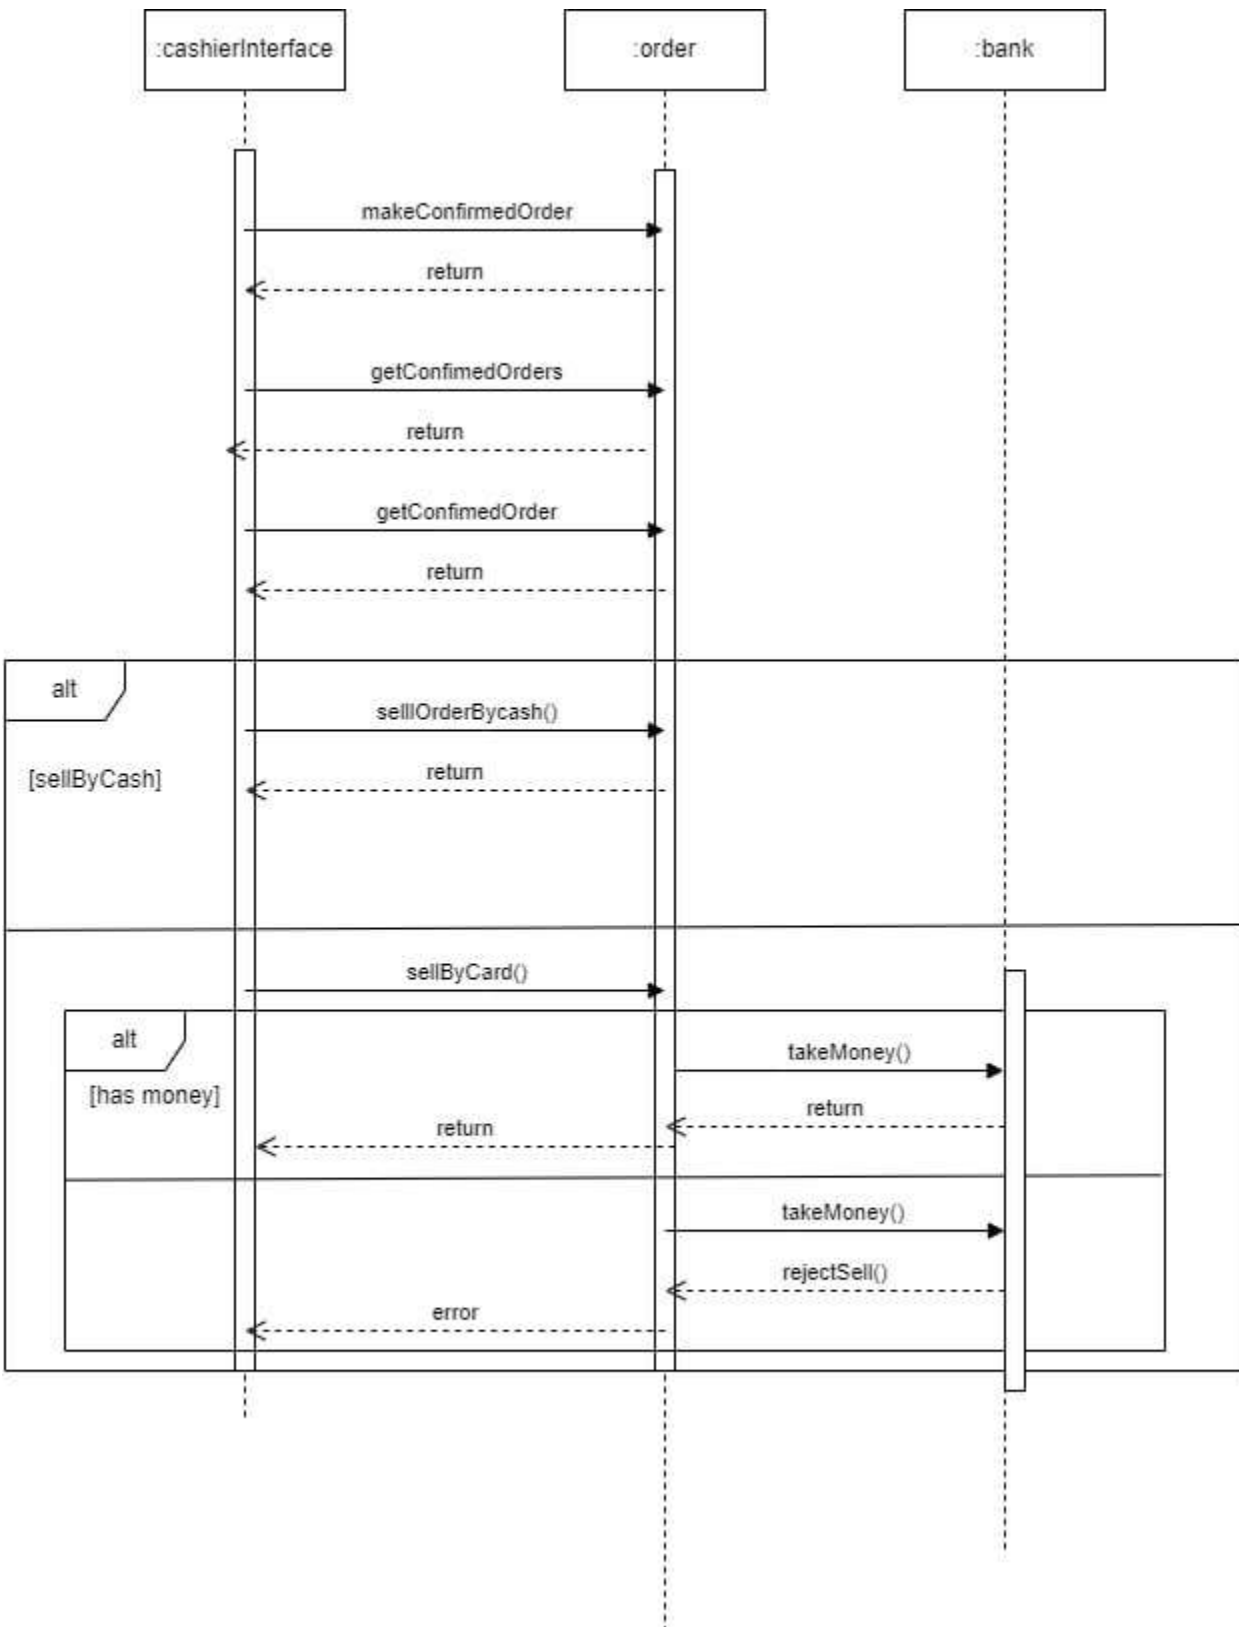 :cashierInterface
:order
:bank
makeConfirmedOrder
return
getConfimedOrders
return
getConfimedOrder
return
alt
selllOrderBycash()
[sellByCash]
return
sellByCard()
alt
takeMoney()
[has money]
return
return
takeMoney()
rejectSell()
error